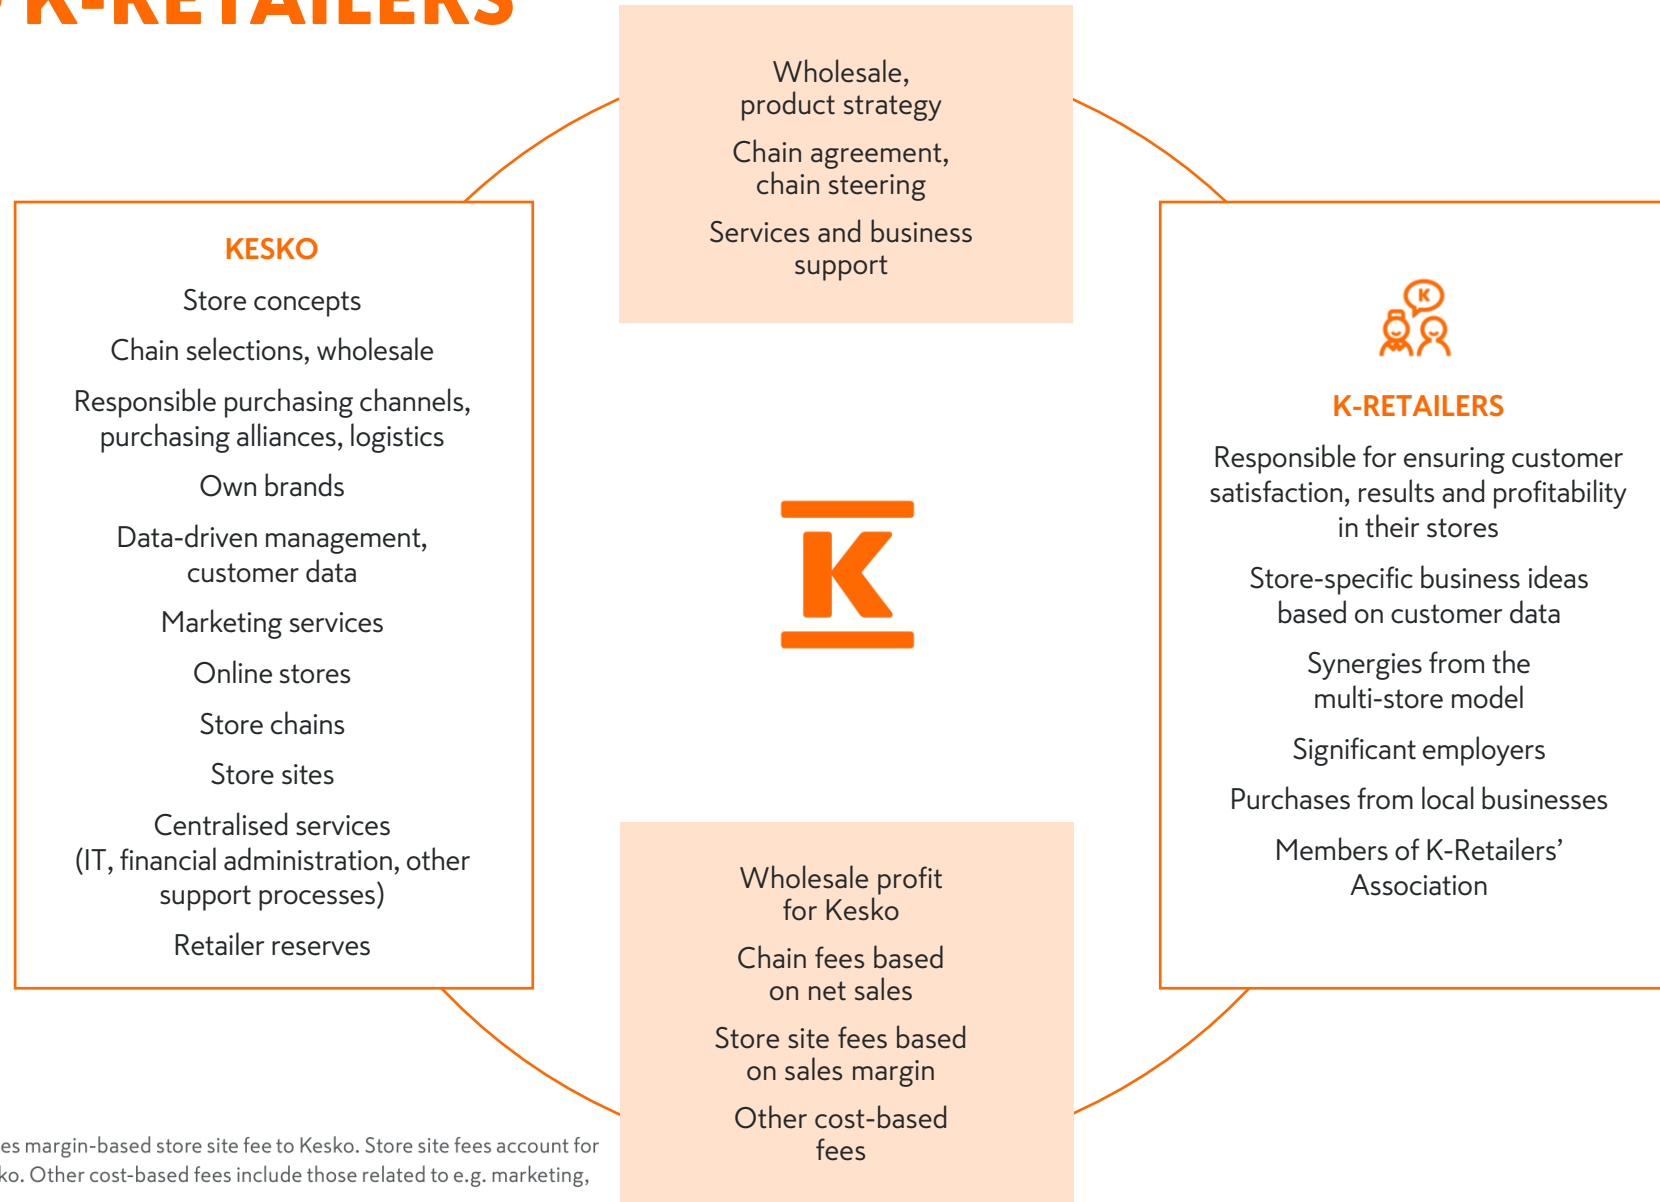 K-RETAILERS
Wholesale,
product strategy
Chain agreement,
chain steering
Services and business
support
KESKO
Store concepts
Chain selections, wholesale
Responsible purchasing channels,
purchasing alliances, logistics
Own brands
Data-driven management,
customer data
Marketing services
Online stores
Store chains
Store sites
Centralised services
(IT, financial administration, other
support processes)
Retailer reserves
K
K
K-RETAILERS
Responsible for ensuring customer
satisfaction, results and profitability
in their stores
Store-specific business ideas
based on customer data
Synergies from the
multi-store model
Significant employers
Purchases from local businesses
Members of K-Retailers’
Association
Wholesale profit
for Kesko
Chain fees based
on net sales
Store site fees based
on sales margin
Other cost-based
fees
es margin-based store site fee to Kesko. Store site fees account for
ko. Other cost-based fees include those related to e.g. marketing,